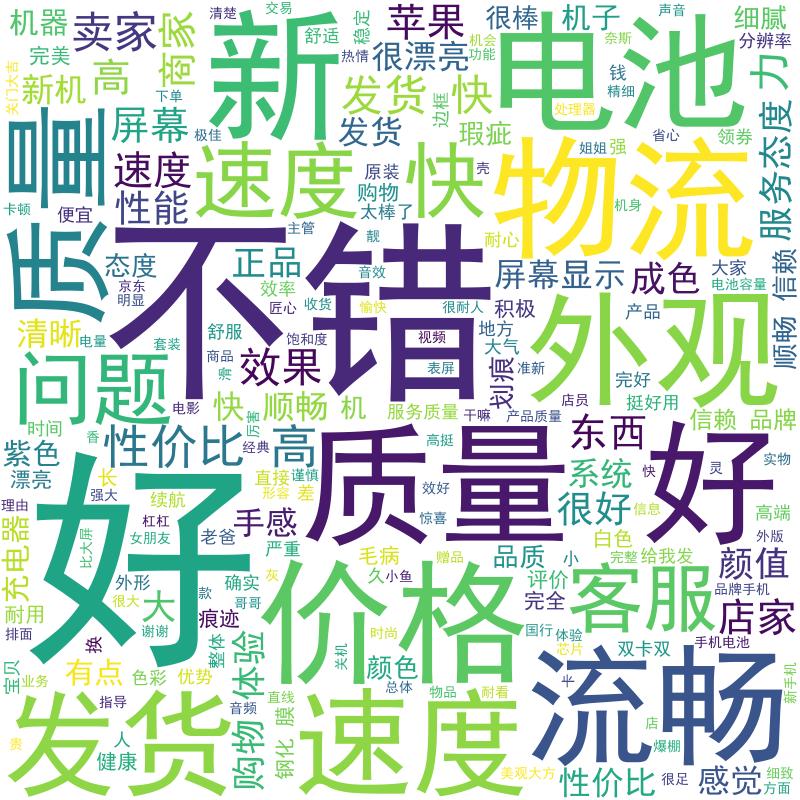 机器
卖家
清楚
商家
新
交易
舒适
稳定
苹果
很漂亮
热情
很棒
机会
功能
机子
奈斯
声音
细腻
分辨率
完美
高
新机
关门大吉
下单
电池
钱
精细
力
处理器
发货
快
边框
瑕疵
屏幕
极佳
发货
质量
速度
性能
卡顿
便宜
速度
快
原装
购物
太棒了
壳
物流
姐姐
强
省心
领券
服务态度
机身
耐心
不错
主管
靓
态度
京东
明显
正品
效率
匠心
收货
音效
愉快
很耐人
屏幕显示
积极
成色
产品
大家
电池容量
信赖
清晰
电量
套装
舒服
商品
滑
饱和度
视频
地方
大气
表屏
准新
外观
完好
顺畅
划痕
问题
效果
电影
快
顺畅
机
服务质量
干嘛
店员
产品质量
挺好用
信赖
品牌
时间
香
性价比
厉害
经典
高
高挺
质量
东西
好
紫色
漂亮
长
强大
好
直接
谨慎
形容
差
效好
惊喜
系统
很好
快
灵
信息
实物
高端
外版
理由
比大屏
杠杠
女朋友
续航
老爸
手感
严重
充电器
毛病
赠品
品质
小
白色
完整
给我发
颜值
耐用
排面
外形
很大
谢谢
大
款
确实
哥哥
痕迹
灰
久
小鱼
价格
评价
完全
客服
品牌手机
店家
换
宝贝
业务
有点
色彩
优势
整体
购物
体验
关机
颜色
时尚
总体
国行
体验
芯片
双卡双
手机电池
流畅
平
新手机
发货
贵
指导
人
健康
音频
直线
膜
钢化
速度
物品
耐看
美观大方
店
爆棚
性价比
很足
感觉
细致
方面